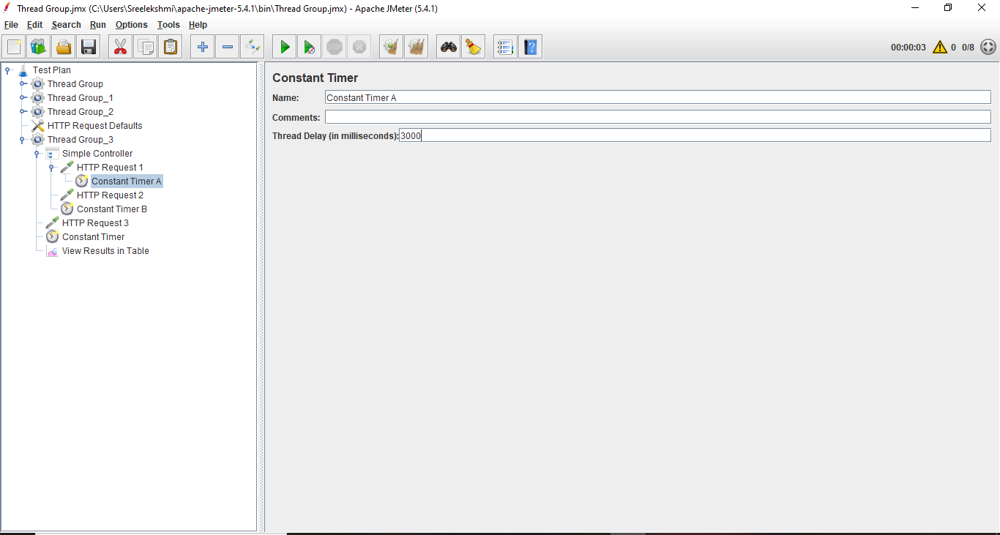 Thread Group.jmx (C:\Users\Sreelekshmi\apache-jmeter-5.4.1\bin\Thread Group.jmx) - Apache JMeter (5.4.1)
File Edit Search Run Options Tools Help
STOP
00:00:03 0 0/8
Test Plan
Thread Group
Thread Group_1
Thread Group_2
HTTP Request Defaults
Thread Group_3
Simple Controller
HTTP Request 1
Constant Timer A
HTTP Request 2
Constant Timer B
HTTP Request 3
Constant Timer
View Results in Table
Constant Timer
Name: Constant Timer A
Comments:
Thread Delay (in milliseconds): 3000